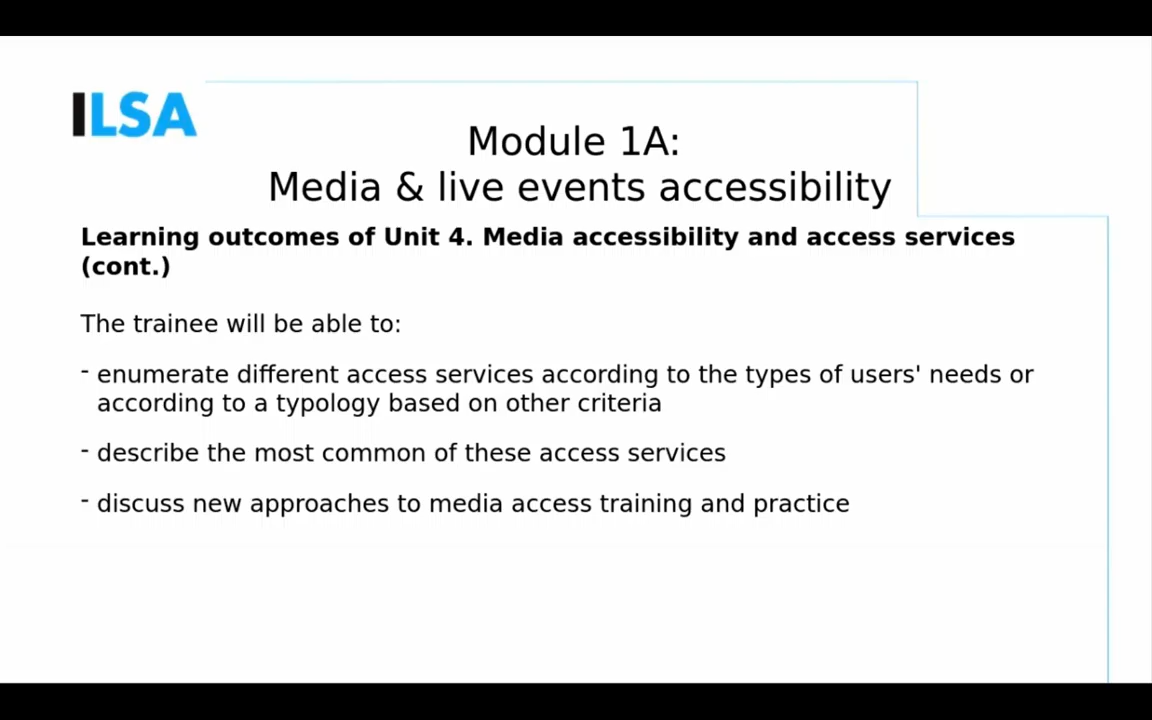 ILSA
Module 1A:
Media & live events accessibility
Learning outcomes of Unit 4. Media accessibility and access services
(cont.)
The trainee will be able to:
- enumerate different access services according to the types of users' needs or
according to a typology based on other criteria
- describe the most common of these access services
- discuss new approaches to media access training and practice